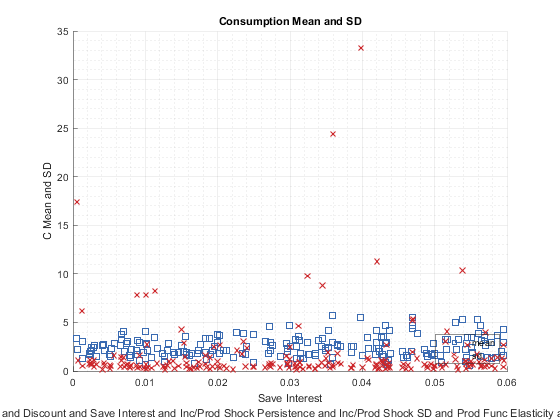 Consumption Mean and SD
35
30
25
20
15
10
5
0
C Mean and SD
0
0.01
0.02
0.03
0.04
0.05
0.06
mean
std
Save Interest
and Discount and Save Interest and Inc/Prod Shock Persistence and Inc/Prod Shock SD and Prod Func Elasticity